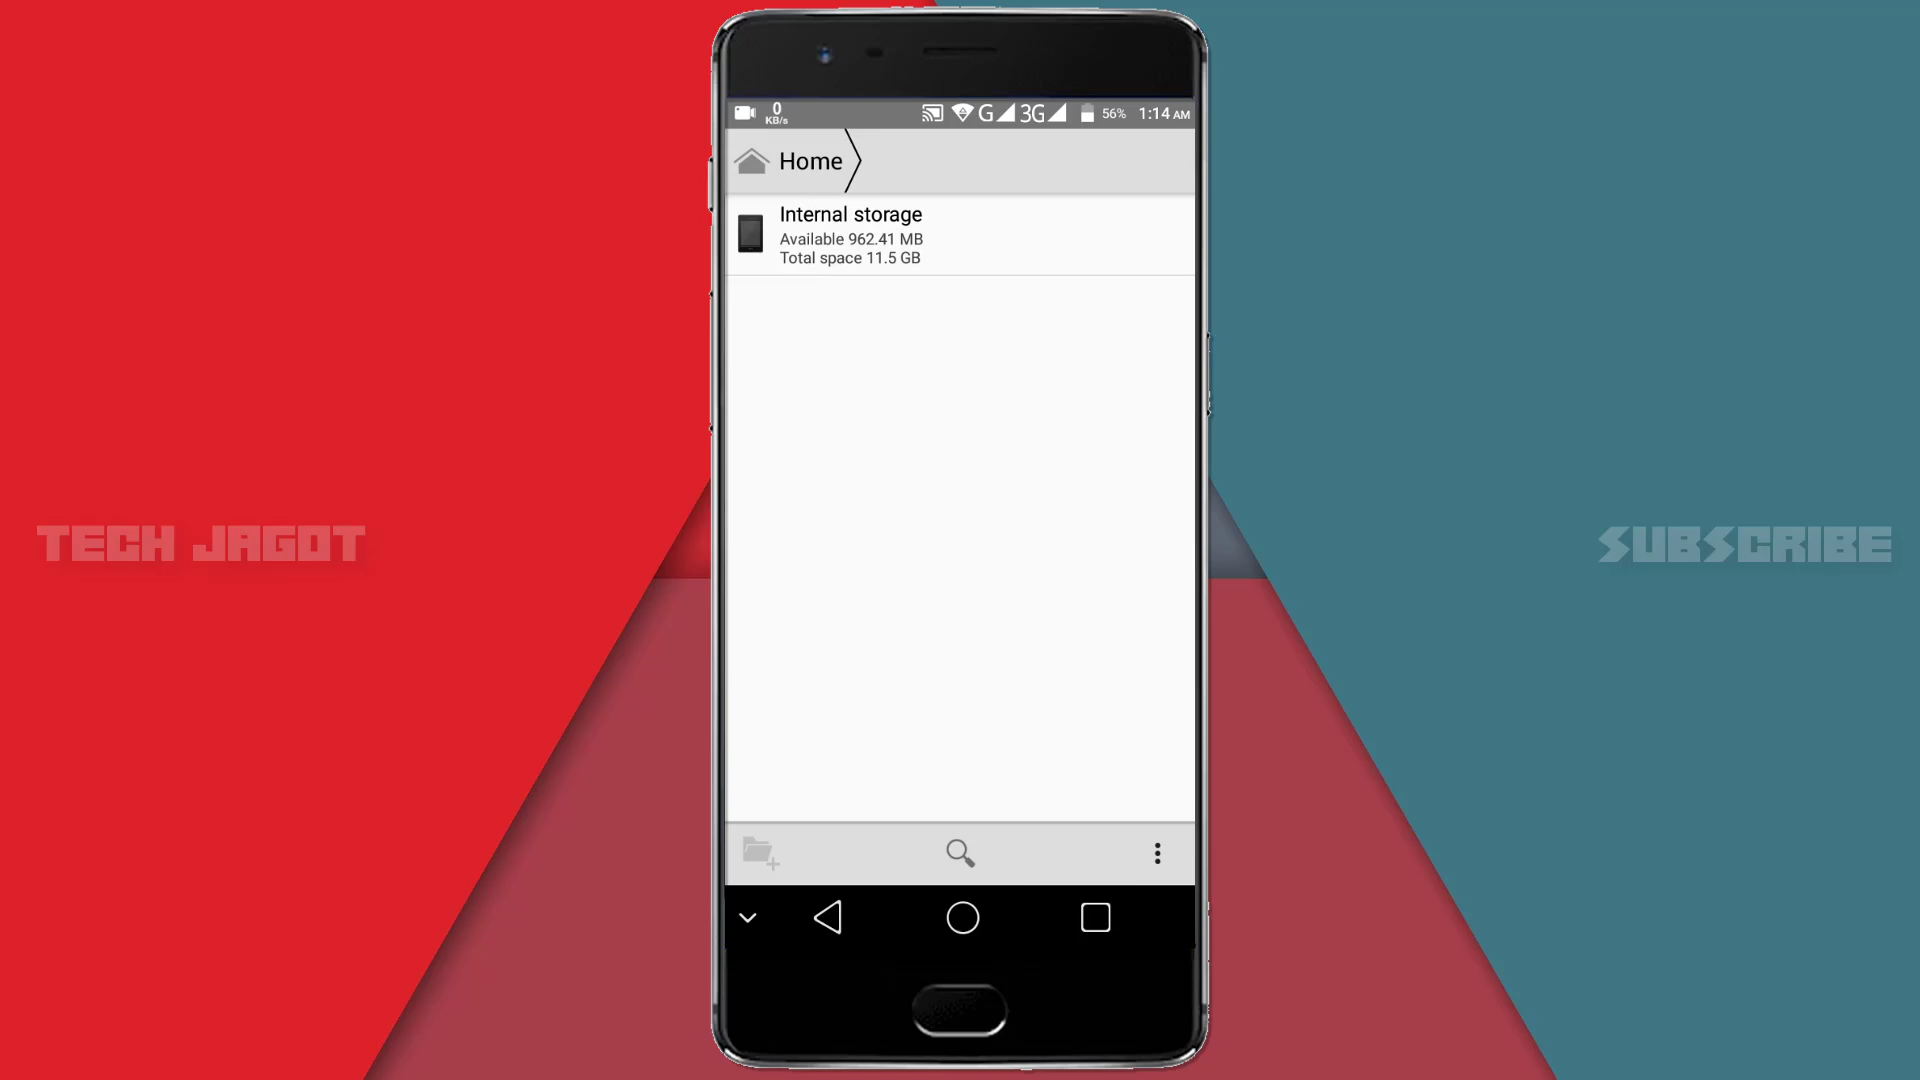 0
KB/s
G 3G 56% 1:14 AM
Home
Internal storage
Available 962.41 MB
Total space 11.5 GB
TECH JAGOT
SUBSCRIBE